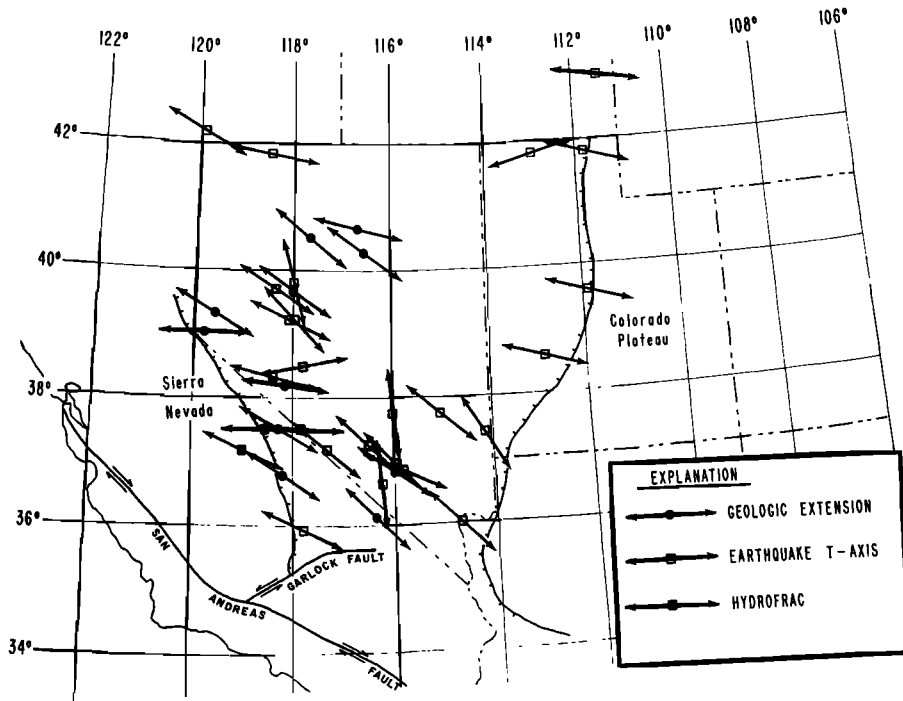 122° 120° 118° 116° 114° 112° 110° 108° 106°
42°
40°
38°
36°
34°
Colorado
Plateau
Sierra
Nevada
SAN
ANDREAS
FAULT
GARLOCK FAULT
EXPLANATION
GEOLOGIC EXTENSION
EARTHQUAKE T-AXIS
HYDROFRAC